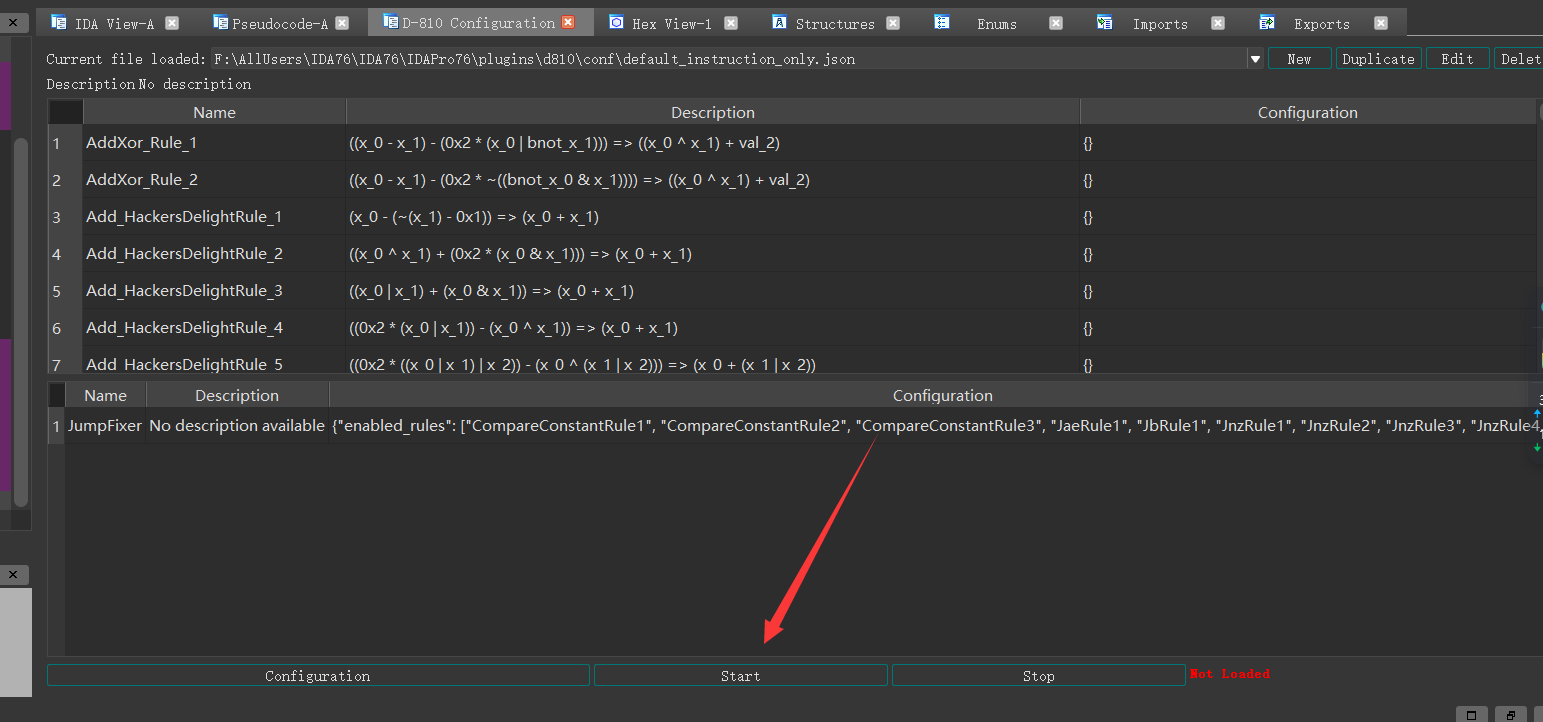 IDA View-A Pseudocode-A D-810 Configuration Hex View-1 Structures Enums Imports Exports
Current file loaded: F:\AllUsers\IDA76\IDA76\IDAPro76\plugins\d810\conf\default_instruction_only.json New Duplicate Edit Delet
Description No description
Name Description Configuration
1 AddXor_Rule_1 ((x_0 - x_1) - (0x2 * (x_0 | bnot_x_1))) => ((x_0 ^ x_1) + val_2) {}
2 AddXor_Rule_2 ((x_0 - x_1) - (0x2 * ~((bnot_x_0 & x_1)))) => ((x_0 ^ x_1) + val_2) {}
3 Add_HackersDelightRule_1 (x_0 - (~(x_1) - 0x1)) => (x_0 + x_1) {}
4 Add_HackersDelightRule_2 ((x_0 ^ x_1) + (0x2 * (x_0 & x_1))) => (x_0 + x_1) {}
5 Add_HackersDelightRule_3 ((x_0 | x_1) + (x_0 & x_1)) => (x_0 + x_1) {}
6 Add_HackersDelightRule_4 ((0x2 * (x_0 | x_1)) - (x_0 ^ x_1)) => (x_0 + x_1) {}
7 Add_HackersDelightRule_5 ((0x2 * ((x_0 | x_1) | x_2)) - (x_0 ^ (x_1 | x_2))) => (x_0 + (x_1 | x_2)) {}
Name Description Configuration
1 JumpFixer No description available {"enabled_rules": ["CompareConstantRule1", "CompareConstantRule2", "CompareConstantRule3", "JaeRule1", "JbRule1", "JnzRule1", "JnzRule2", "JnzRule3", "JnzRule4
Configuration Start Stop Not Loaded